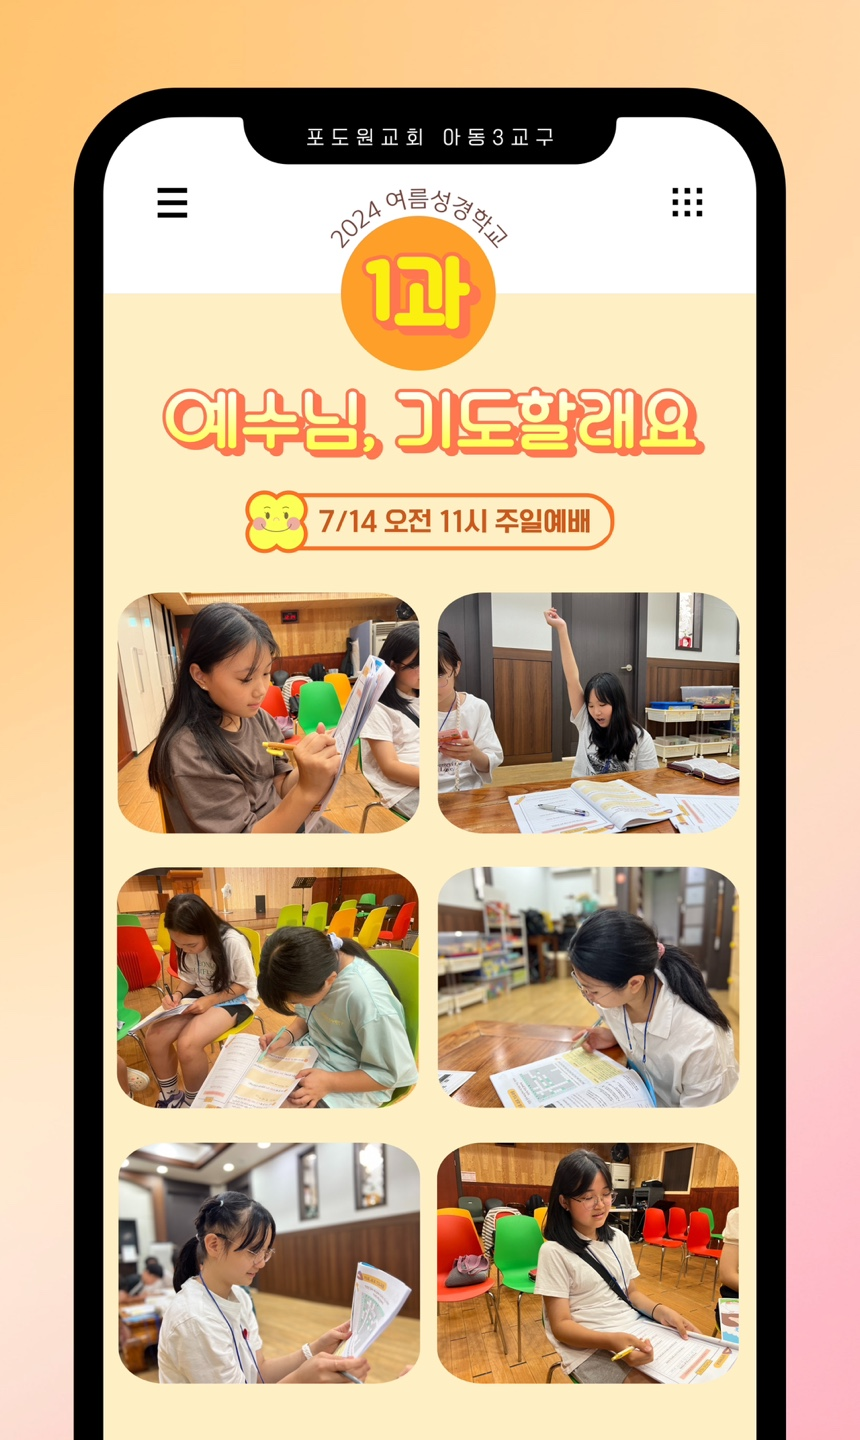 포도원교회 아동3교구
2024 여름성경학교
1과
예수님, 기도할래요
7/14 오전 11시 주일예배